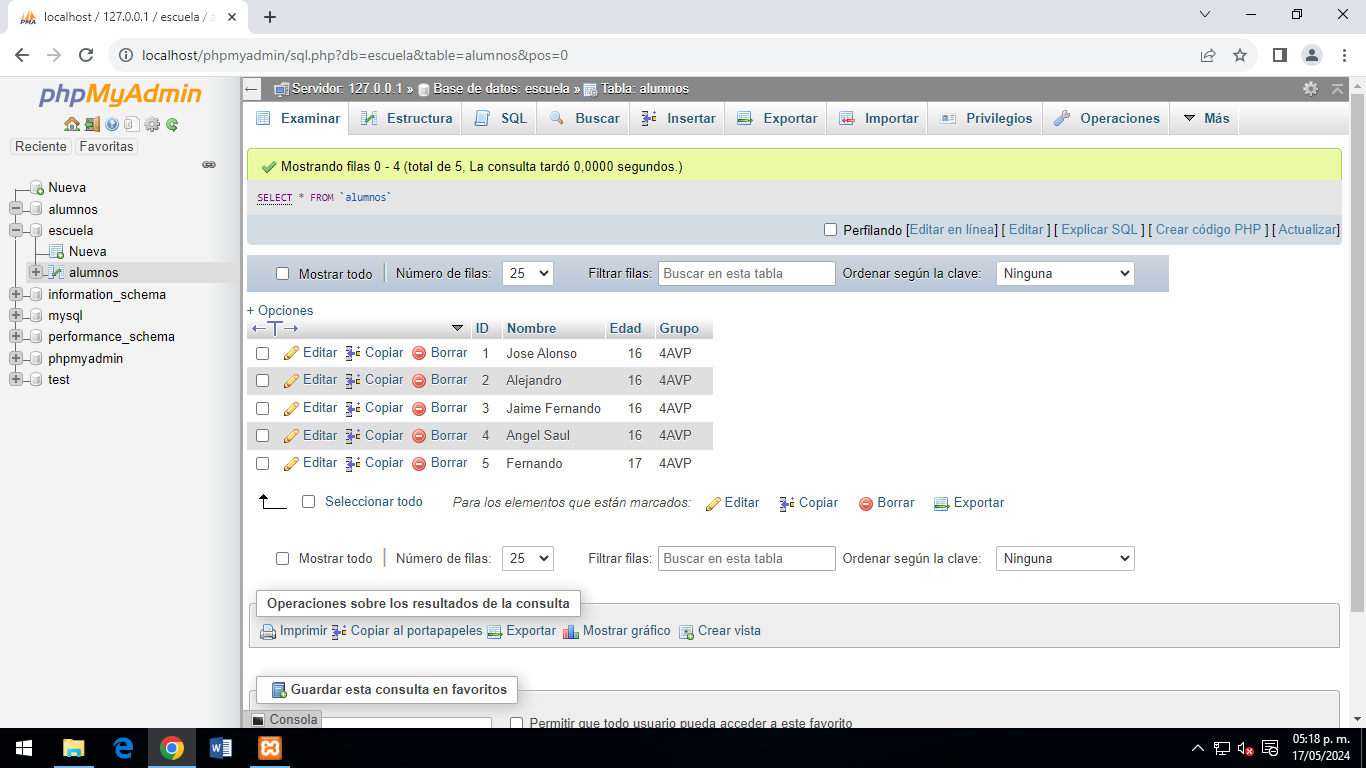 localhost / 127.0.0.1 / escuela / a
localhost/phpmyadmin/sql.php?db=escuela&table=alumnos&pos=0
phpMyAdmin
Reciente Favoritas
Nueva
alumnos
escuela
Nueva
alumnos
information_schema
mysql
performance_schema
phpmyadmin
test
Servidor: 127.0.0.1 » Base de datos: escuela » Tabla: alumnos
Examinar Estructura SQL Buscar Insertar Exportar Importar Privilegios Operaciones Más
Mostrando filas 0 - 4 (total de 5, La consulta tardó 0,0000 segundos.)
SELECT * FROM `alumnos`
Perfilando [Editar en línea] [ Editar ] [ Explicar SQL ] [ Crear código PHP ] [ Actualizar]
Mostrar todo | Número de filas: 25 Filtrar filas: Buscar en esta tabla Ordenar según la clave: Ninguna
+ Opciones
←T→ ID Nombre Edad Grupo
Editar Copiar Borrar 1 Jose Alonso 16 4AVP
Editar Copiar Borrar 2 Alejandro 16 4AVP
Editar Copiar Borrar 3 Jaime Fernando 16 4AVP
Editar Copiar Borrar 4 Angel Saul 16 4AVP
Editar Copiar Borrar 5 Fernando 17 4AVP
Seleccionar todo Para los elementos que están marcados: Editar Copiar Borrar Exportar
Mostrar todo | Número de filas: 25 Filtrar filas: Buscar en esta tabla Ordenar según la clave: Ninguna
Operaciones sobre los resultados de la consulta
Imprimir Copiar al portapapeles Exportar Mostrar gráfico Crear vista
Guardar esta consulta en favoritos
Consola Permitir que todo usuario pueda acceder a este favorito
05:18 p. m.
17/05/2024